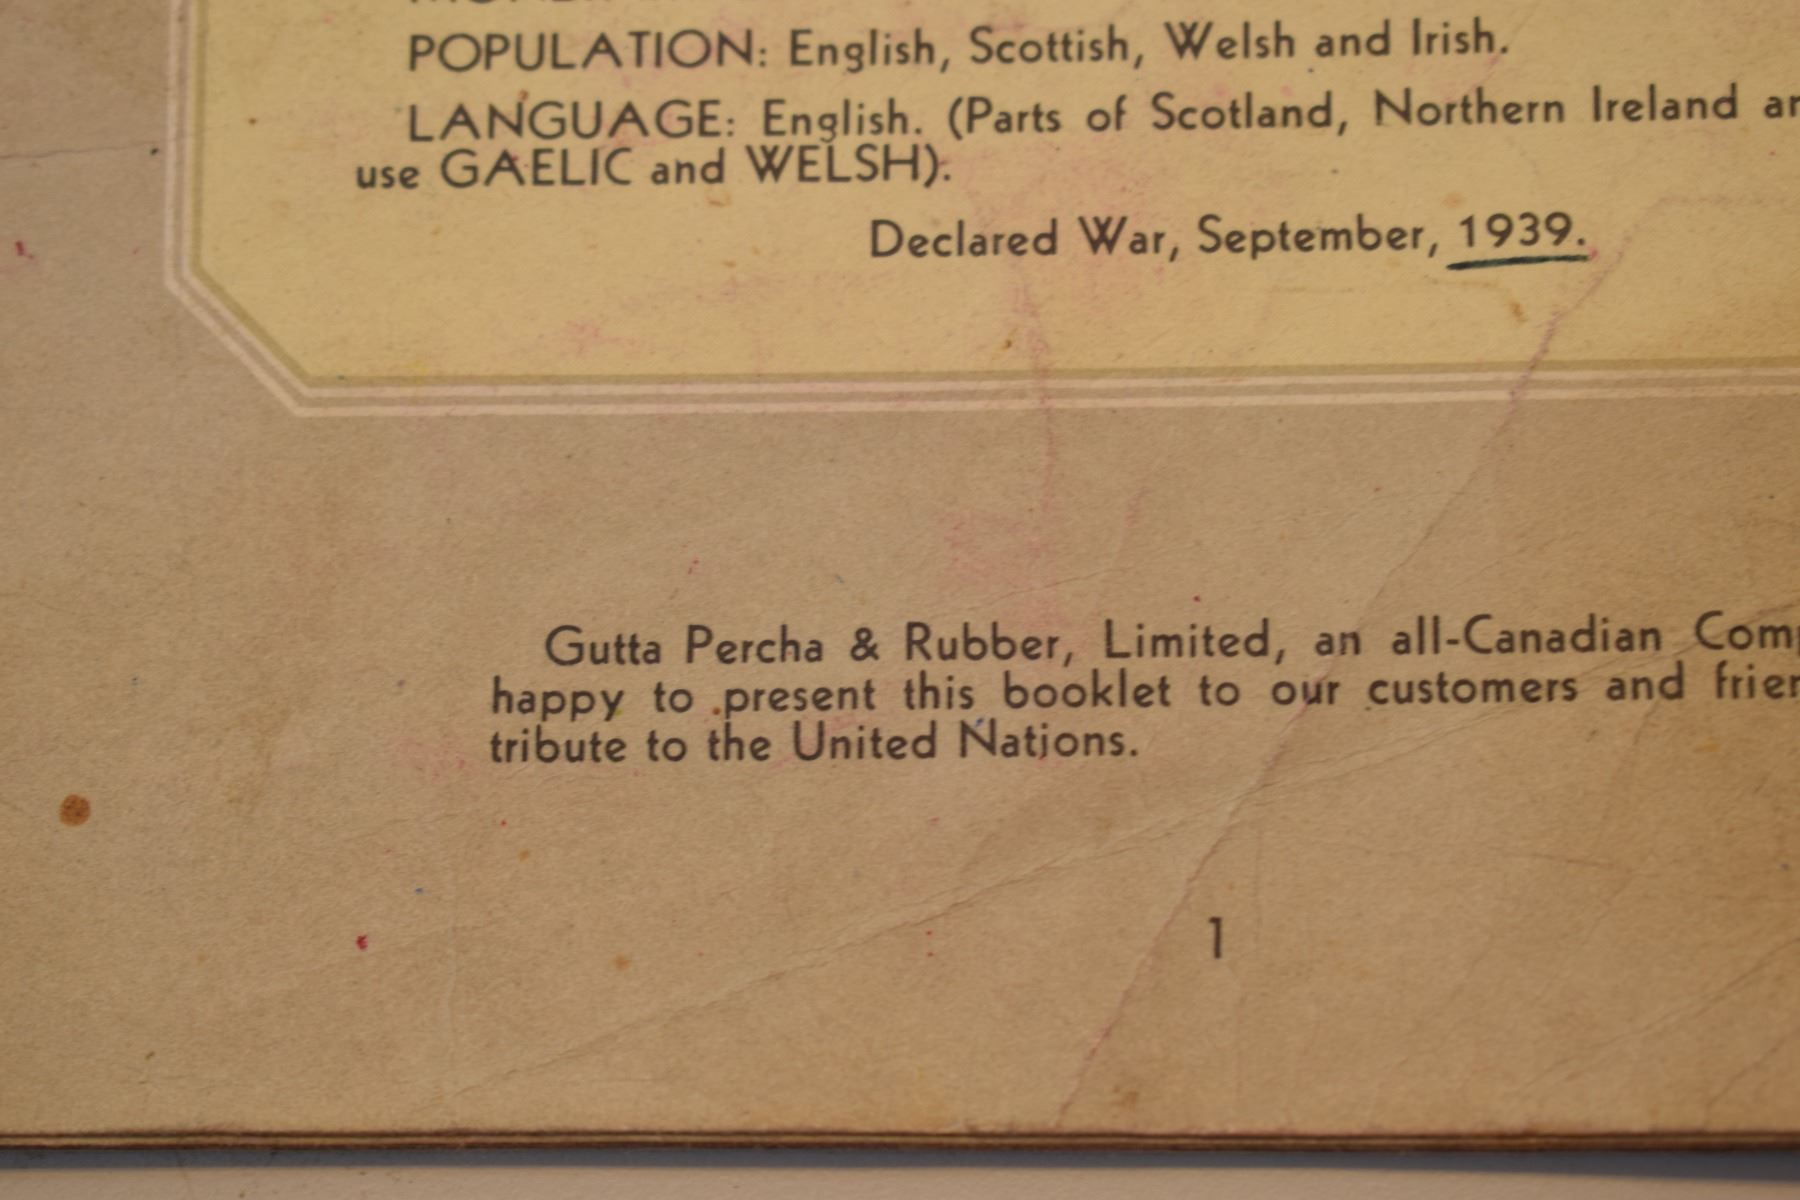 POPULATION: English, Scottish, Welsh and Irish.
LANGUAGE: English. (Parts of Scotland, Northern Ireland
use GAELIC and WELSH).
Declared War, September, 1939.
Gutta Percha & Rubber, Limited, an all-Canadian
happy to present this booklet to our customers and
tribute to the United Nations.
1